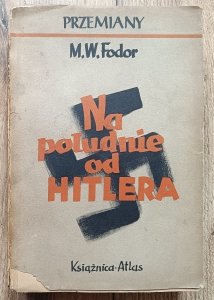 PRZEMIANY
M.W. Fodor
Na
południe
od
HITLERA
Książnica-Atlas